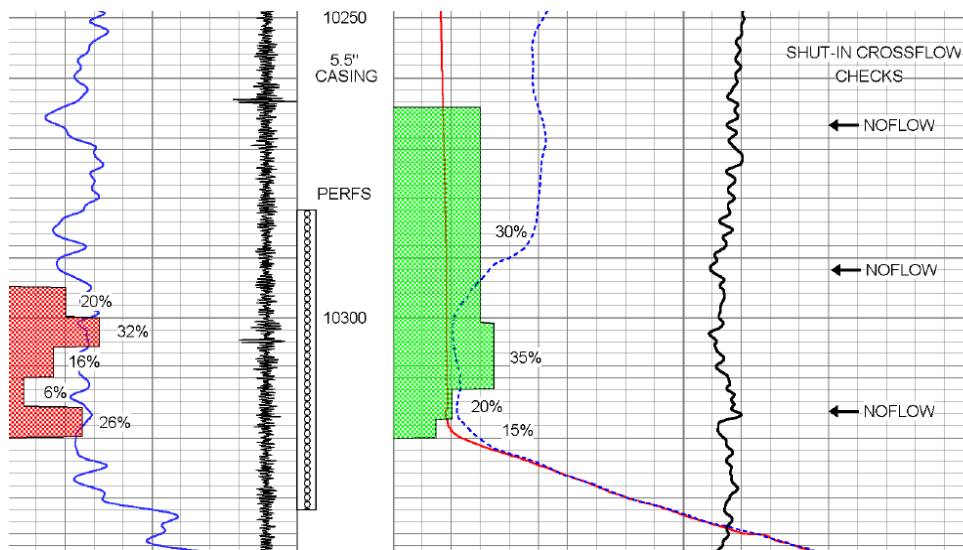 10250
5.5"
CASING
SHUT-IN CROSSFLOW
CHECKS
NOFLOW
PERFS
30%
NOFLOW
20%
10300
32%
35%
16%
6%
20%
NOFLOW
26%
15%